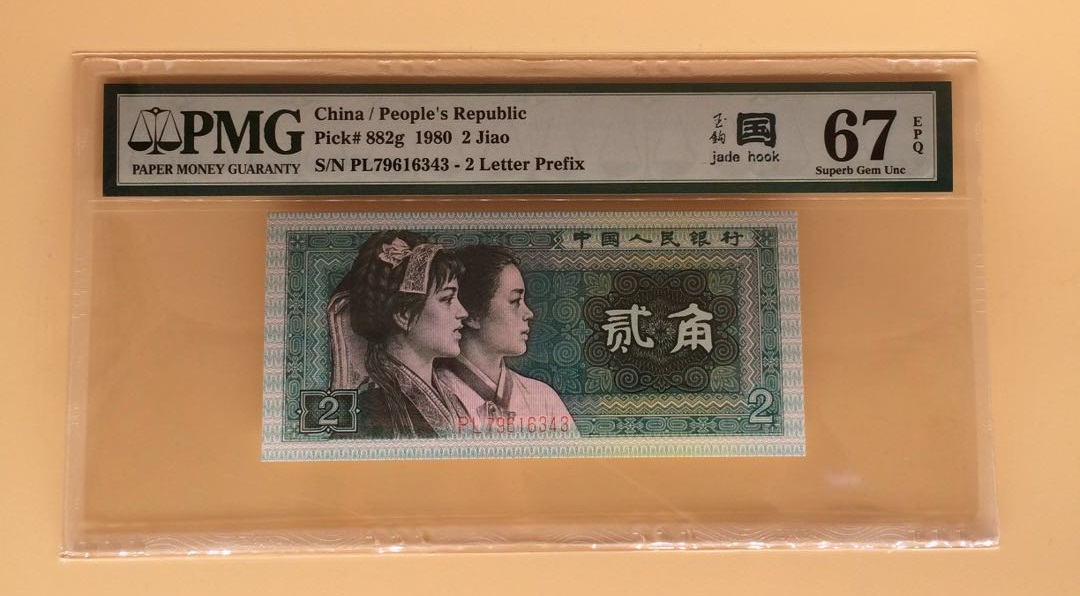 PMG
PAPER MONEY GUARANTY
China / People's Republic
Pick# 882g 1980 2 Jiao
S/N PL79616343 - 2 Letter Prefix
玉钩
国
jade hook
67
EPQ
Superb Gem Unc
中国人民银行
贰角
2
2
PL79616343